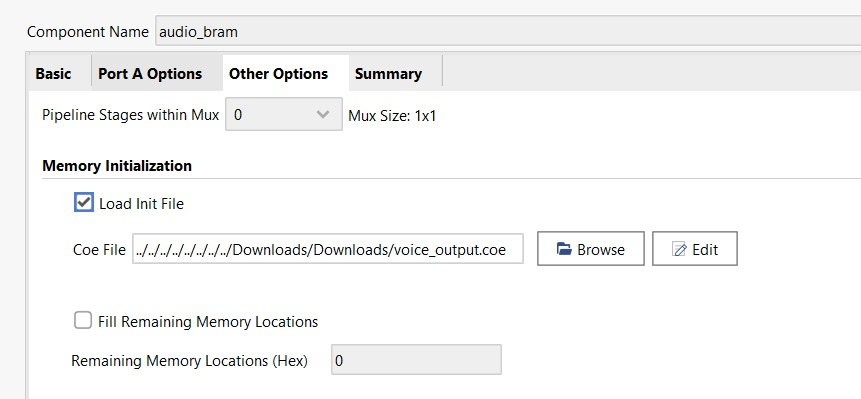 Component Name audio_bram
Basic Port A Options Other Options Summary
Pipeline Stages within Mux 0 Mux Size: 1x1
Memory Initialization
Load Init File
Coe File ../../../../../../../../Downloads/Downloads/voice_output.coe Browse Edit
Fill Remaining Memory Locations
Remaining Memory Locations (Hex) 0